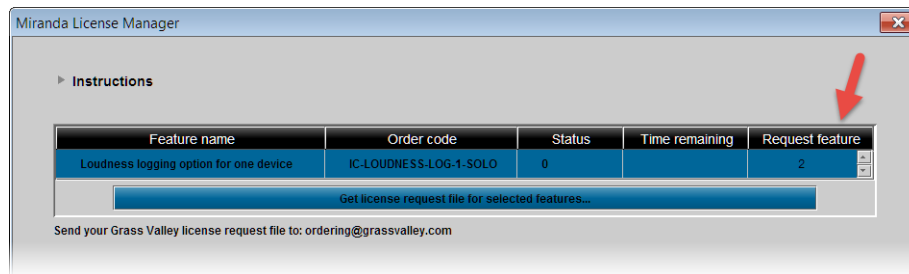 Miranda License Manager
Instructions
Feature name Order code Status Time remaining Request feature
Loudness logging option for one device IC-LOUDNESS-LOG-1-SOLO 0 2
Get license request file for selected features...
Send your Grass Valley license request file to: ordering@grassvalley.com